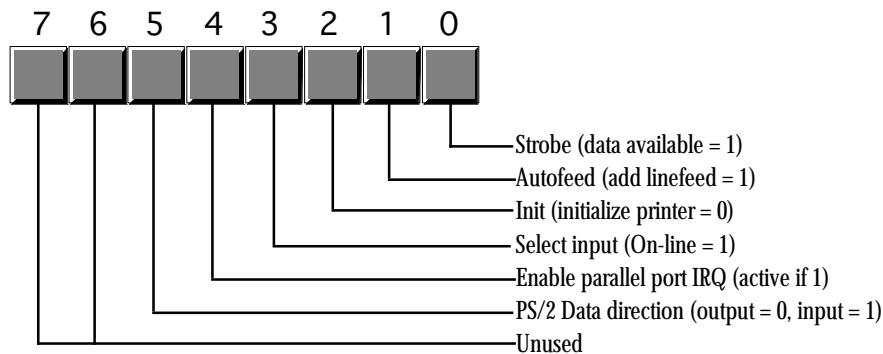 7 6 5 4 3 2 1 0
Strobe (data available = 1)
Autofeed (add linefeed = 1)
Init (initialize printer = 0)
Select input (On-line = 1)
Enable parallel port IRQ (active if 1)
PS/2 Data direction (output = 0, input = 1)
Unused